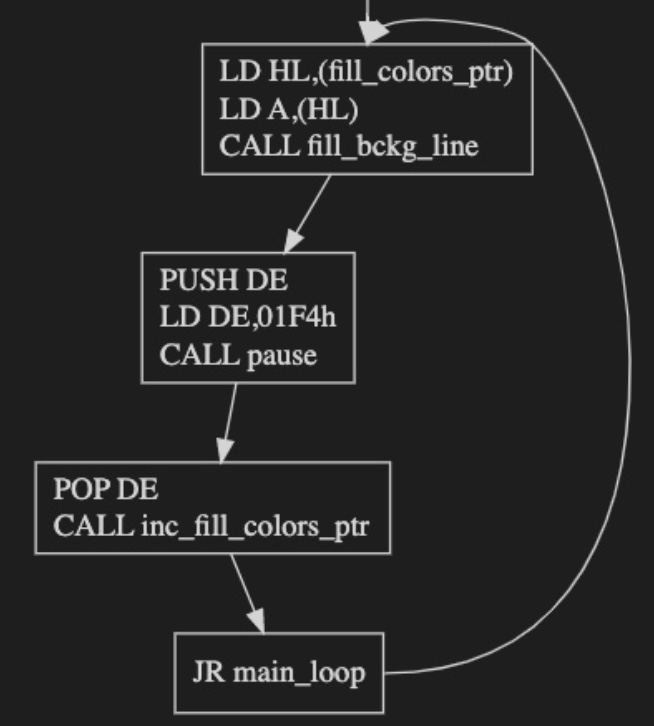 LD HL,(fill_colors_ptr)
LD A,(HL)
CALL fill_bckg_line
PUSH DE
LD DE,01F4h
CALL pause
POP DE
CALL inc_fill_colors_ptr
JR main_loop